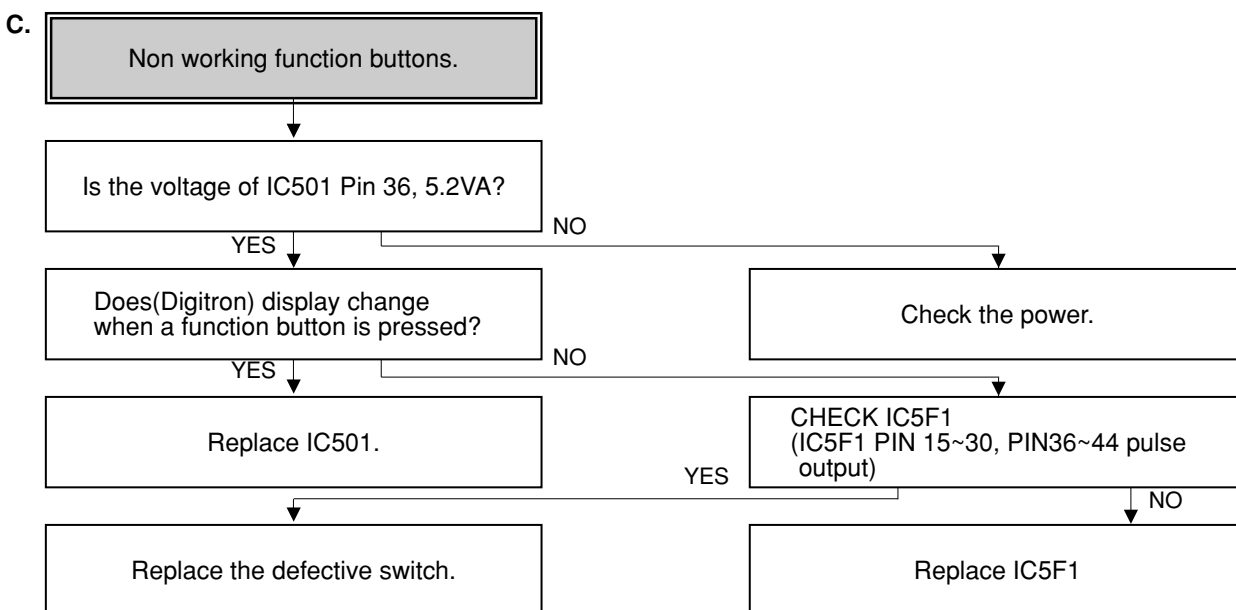 C.
Non working function buttons.
Is the voltage of IC501 Pin 36, 5.2VA?
YES
NO
Does(Digitron) display change
when a function button is pressed?
Check the power.
YES
NO
Replace IC501.
CHECK IC5F1
(IC5F1 PIN 15~30, PIN36~44 pulse
output)
YES
NO
Replace the defective switch.
Replace IC5F1